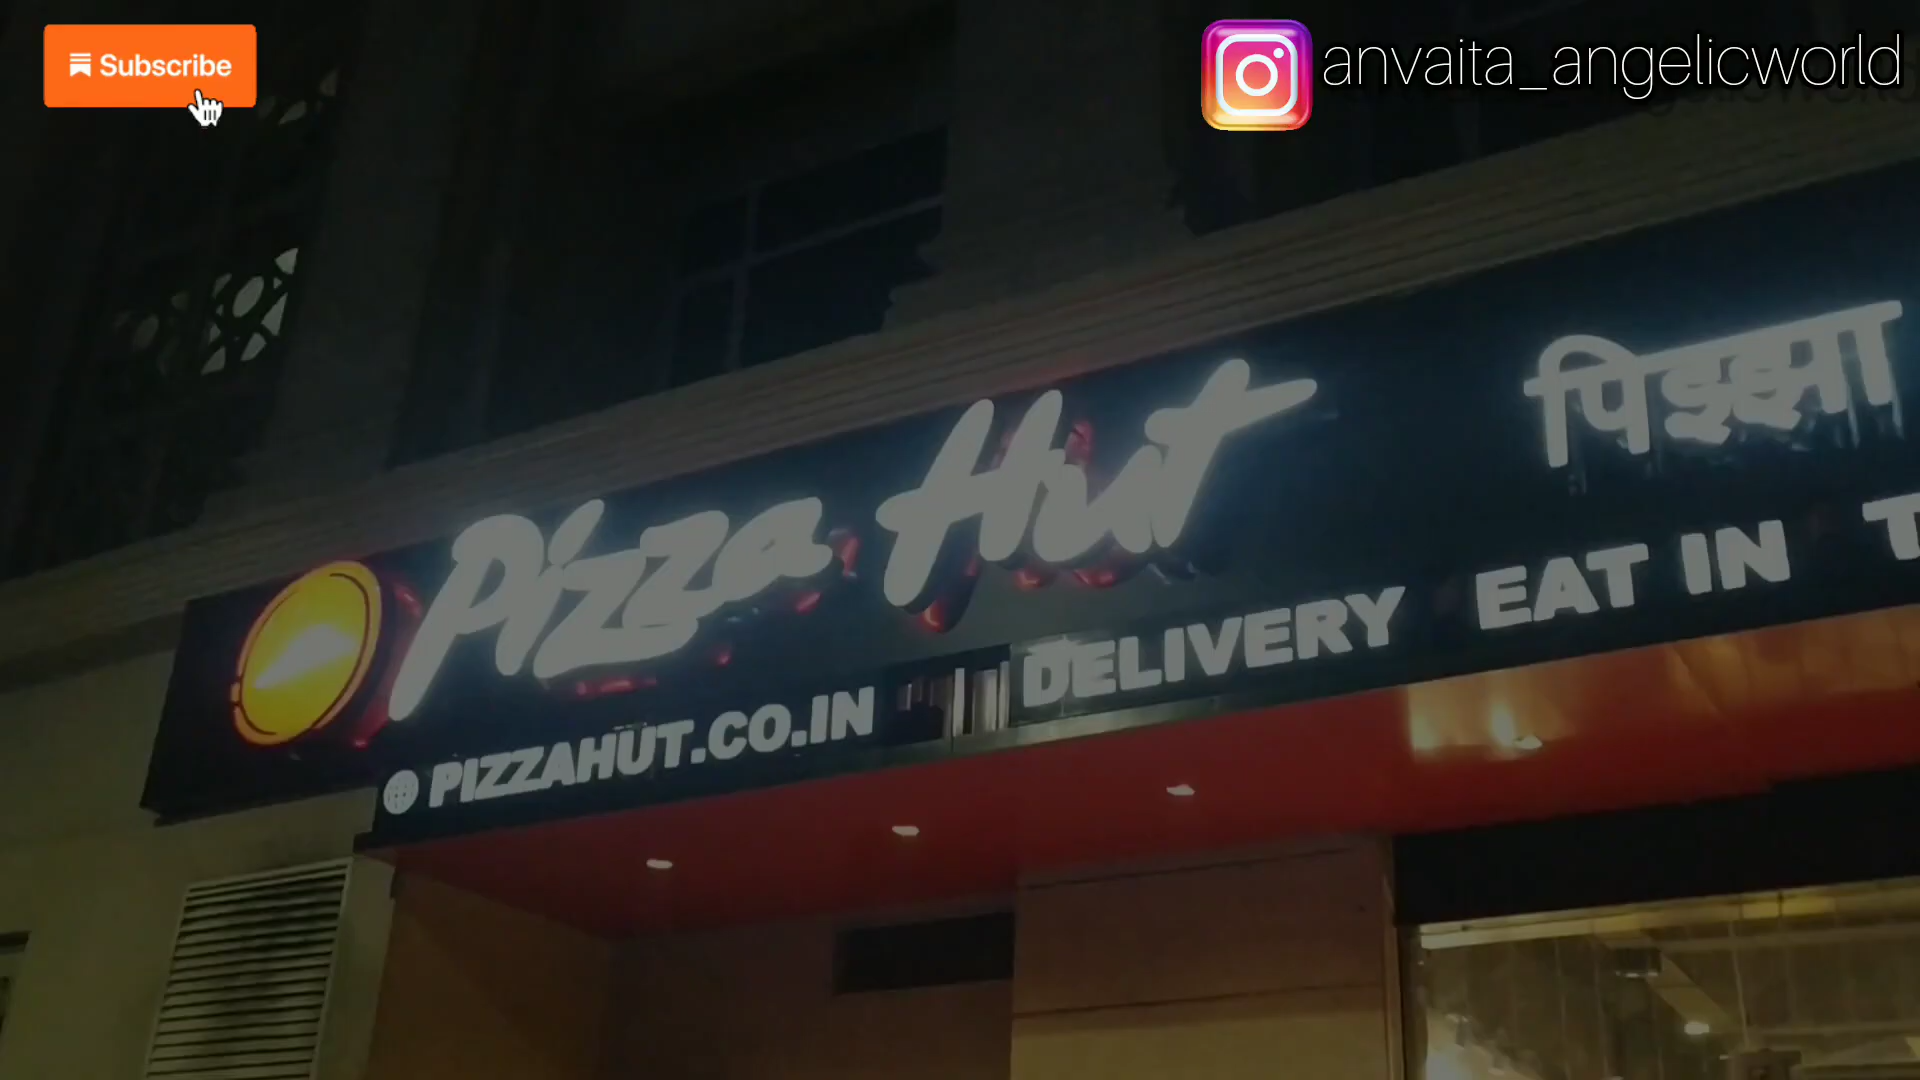 Subscribe
anvaita_angelicworld
Pizza Hut
पिझ्झा
PIZZAHUT.CO.IN
DELIVERY EAT IN